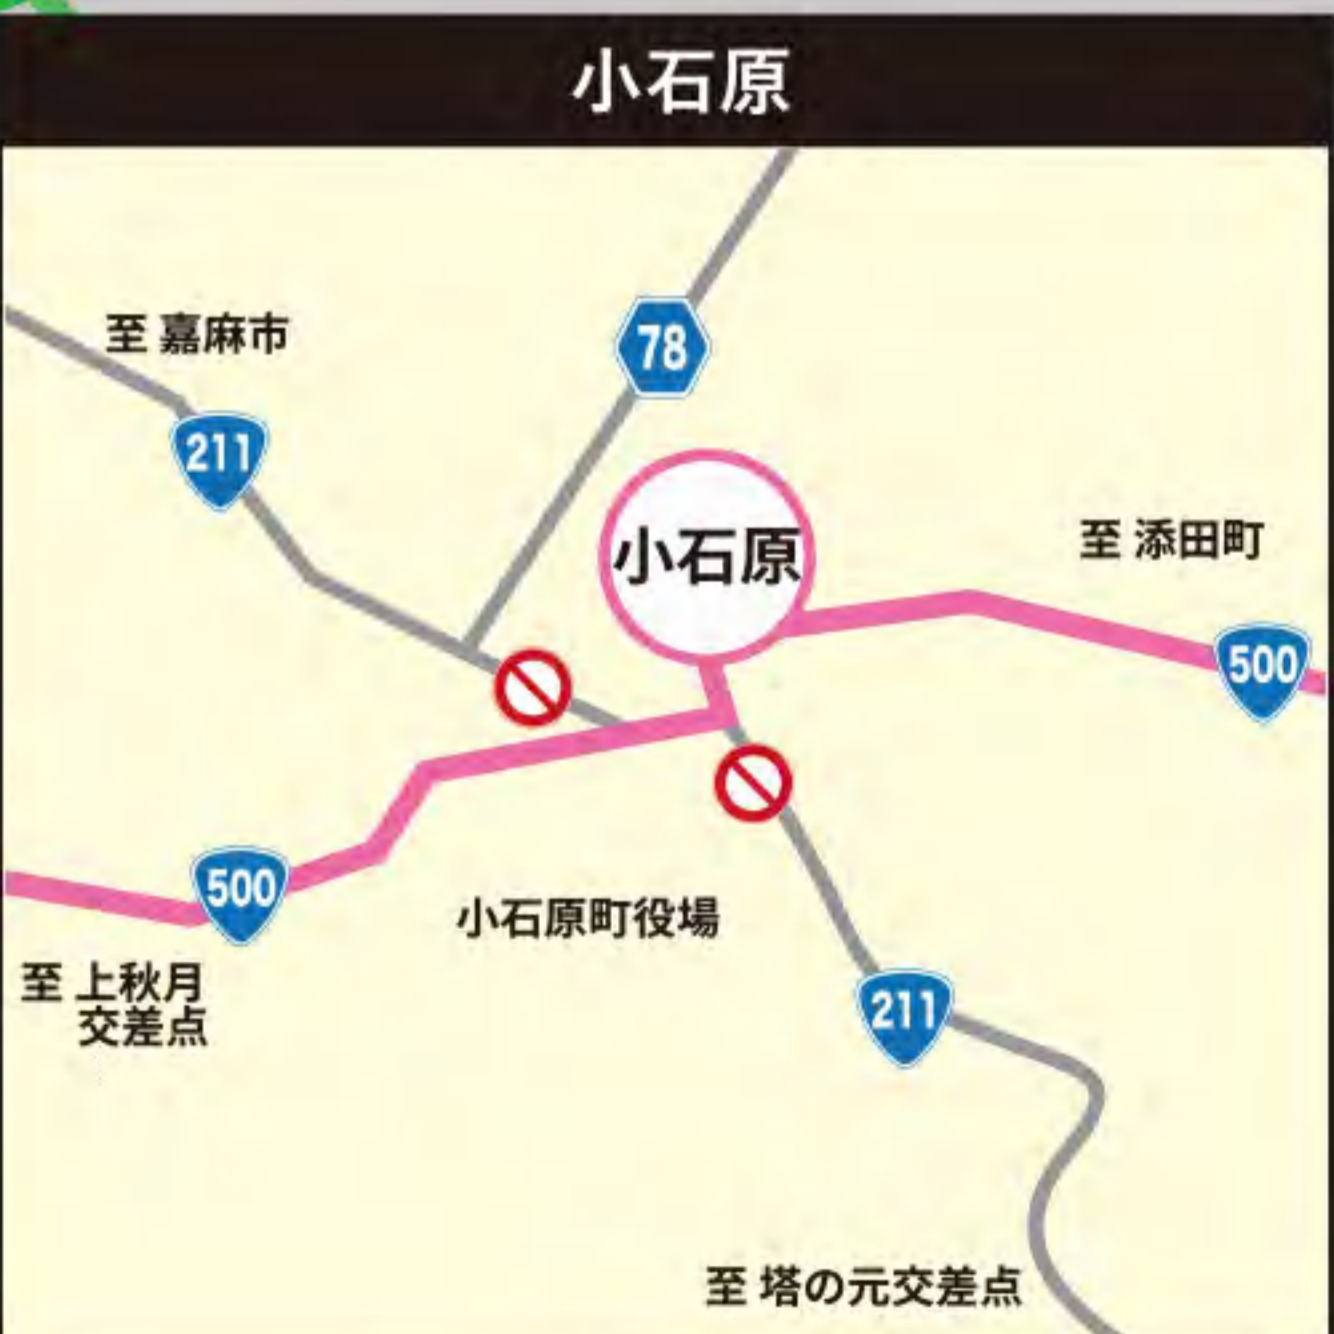 小石原
至 嘉麻市
78
211
小石原
至 添田町
500
500
小石原町役場
至 上秋月
交差点
211
至 塔の元交差点